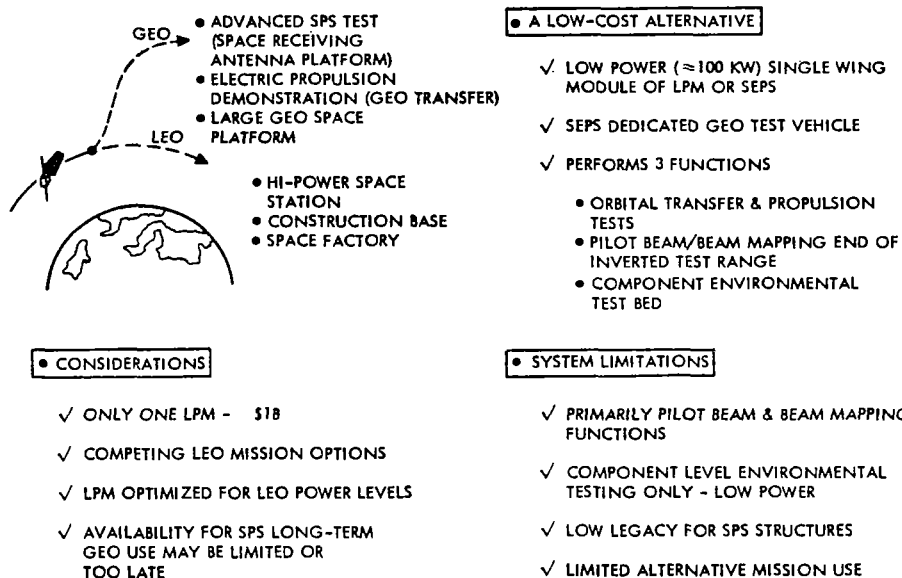 GEO
• ADVANCED SPS TEST
(SPACE RECEIVING
ANTENNA PLATFORM)
• ELECTRIC PROPULSION
DEMONSTRATION (GEO TRANSFER)
• LARGE GEO SPACE
PLATFORM
LEO
• HI-POWER SPACE
STATION
• CONSTRUCTION BASE
• SPACE FACTORY
• A LOW-COST ALTERNATIVE
√ LOW POWER (≈100 KW) SINGLE WING
MODULE OF LPM OR SEPS
√ SEPS DEDICATED GEO TEST VEHICLE
√ PERFORMS 3 FUNCTIONS
• ORBITAL TRANSFER & PROPULSION
TESTS
• PILOT BEAM/BEAM MAPPING END OF
INVERTED TEST RANGE
• COMPONENT ENVIRONMENTAL
TEST BED
• CONSIDERATIONS
√ ONLY ONE LPM - $1B
√ COMPETING LEO MISSION OPTIONS
√ LPM OPTIMIZED FOR LEO POWER LEVELS
√ AVAILABILITY FOR SPS LONG-TERM
GEO USE MAY BE LIMITED OR
TOO LATE
• SYSTEM LIMITATIONS
√ PRIMARILY PILOT BEAM & BEAM MAPPING
FUNCTIONS
√ COMPONENT LEVEL ENVIRONMENTAL
TESTING ONLY - LOW POWER
√ LOW LEGACY FOR SPS STRUCTURES
√ LIMITED ALTERNATIVE MISSION USE